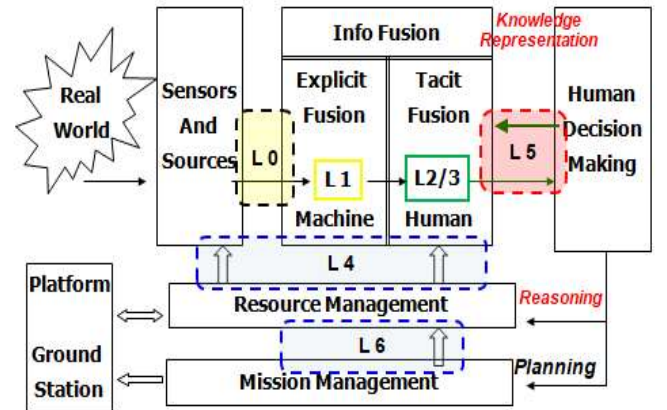 Knowledge
Representation
Info Fusion
Real
World
Sensors
And
Sources
L 0
Explicit
Fusion
L 1
Machine
Tacit
Fusion
L2/3
Human
L 5
Human
Decision
Making
L 4
Platform
Ground
Station
Resource Management
Reasoning
L 6
Planning
Mission Management